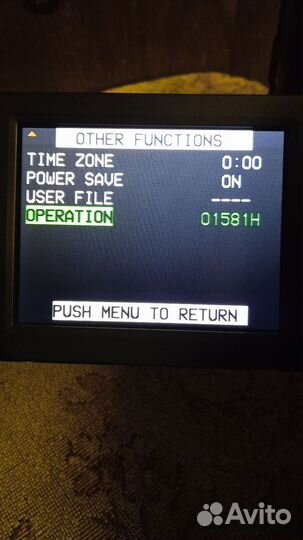 OTHER FUNCTIONS
TIME ZONE 0:00
POWER SAVE ON
USER FILE ----
OPERATION 01581H
PUSH MENU TO RETURN
Avito